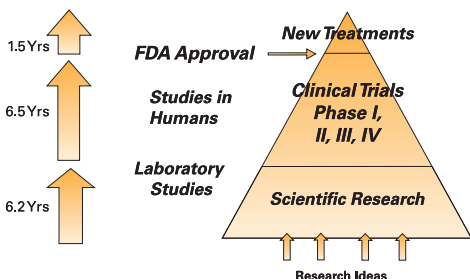 1.5 Yrs
6.5 Yrs
6.2 Yrs
FDA Approval
Studies in
Humans
Laboratory
Studies
New Treatments
Clinical Trials
Phase I,
II, III, IV
Scientific Research
Research Ideas